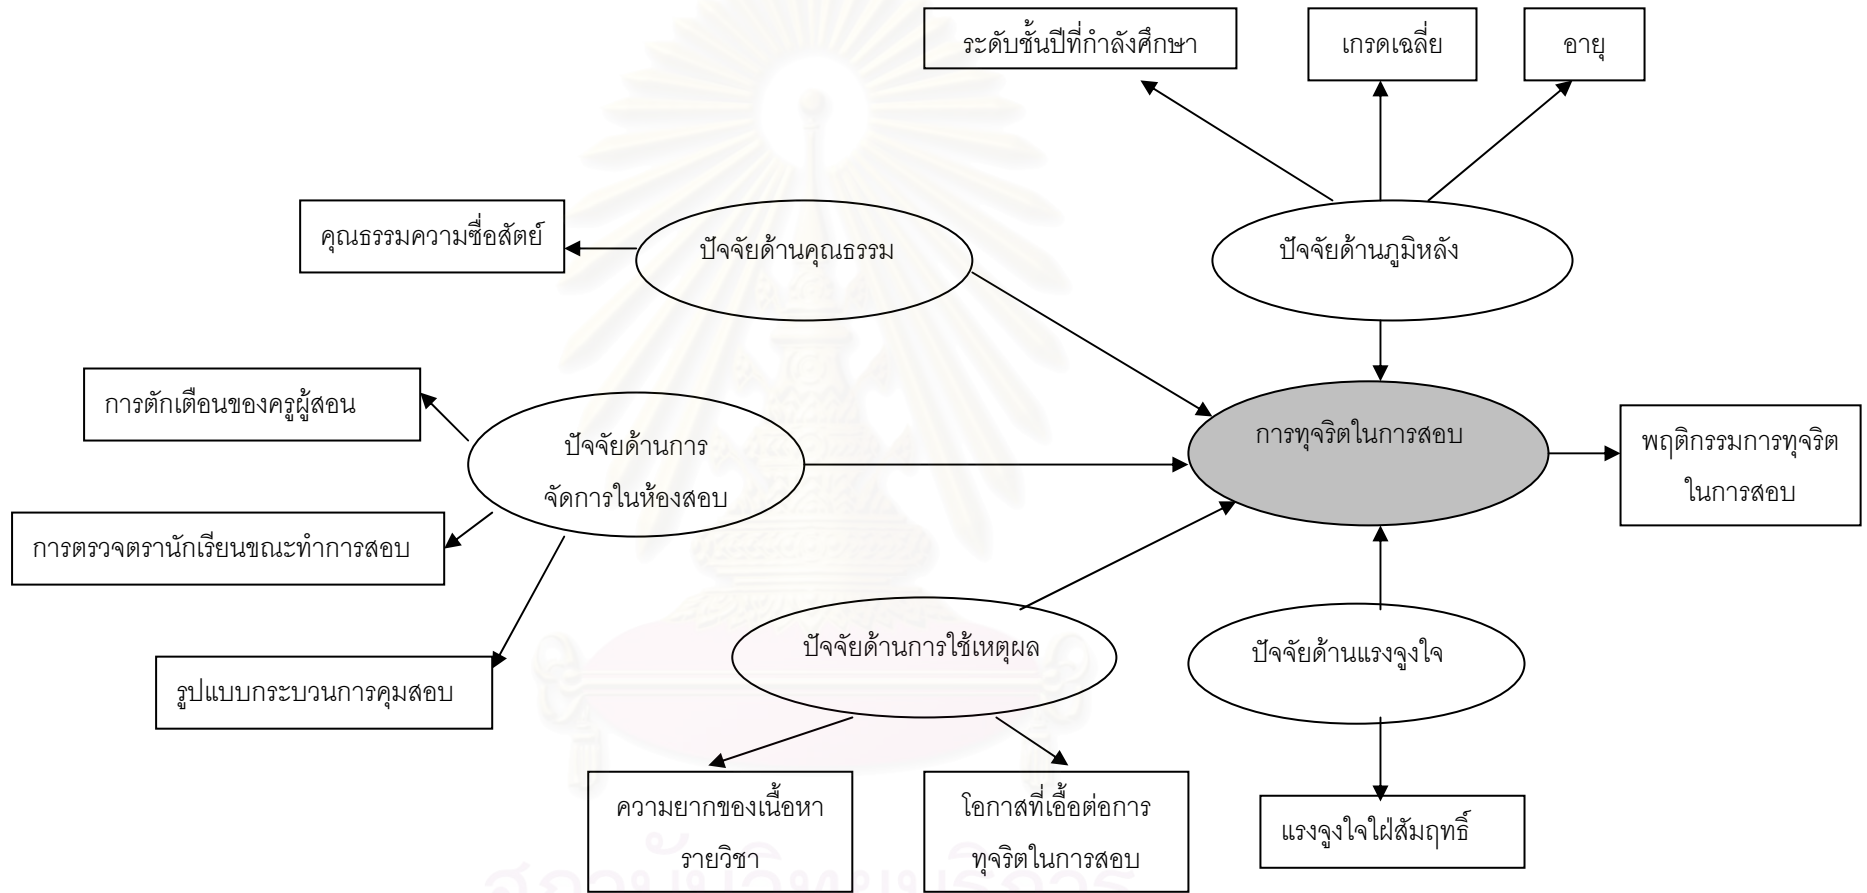 ระดับชั้นปีที่กำลังศึกษา
เกรดเฉลี่ย
อายุ
คุณธรรมความซื่อสัตย์
ปัจจัยด้านคุณธรรม
ปัจจัยด้านภูมิหลัง
การตักเตือนของครูผู้สอน
ปัจจัยด้านการ
จัดการในห้องสอบ
การทุจริตในการสอบ
พฤติกรรมการทุจริต
ในการสอบ
การตรวจตรานักเรียนขณะทำการสอบ
รูปแบบกระบวนการคุมสอบ
ปัจจัยด้านการใช้เหตุผล
ปัจจัยด้านแรงจูงใจ
ความยากของเนื้อหา
รายวิชา
โอกาสที่เอื้อต่อการ
ทุจริตในการสอบ
แรงจูงใจใฝ่สัมฤทธิ์
สถาบันวิทยบริการ